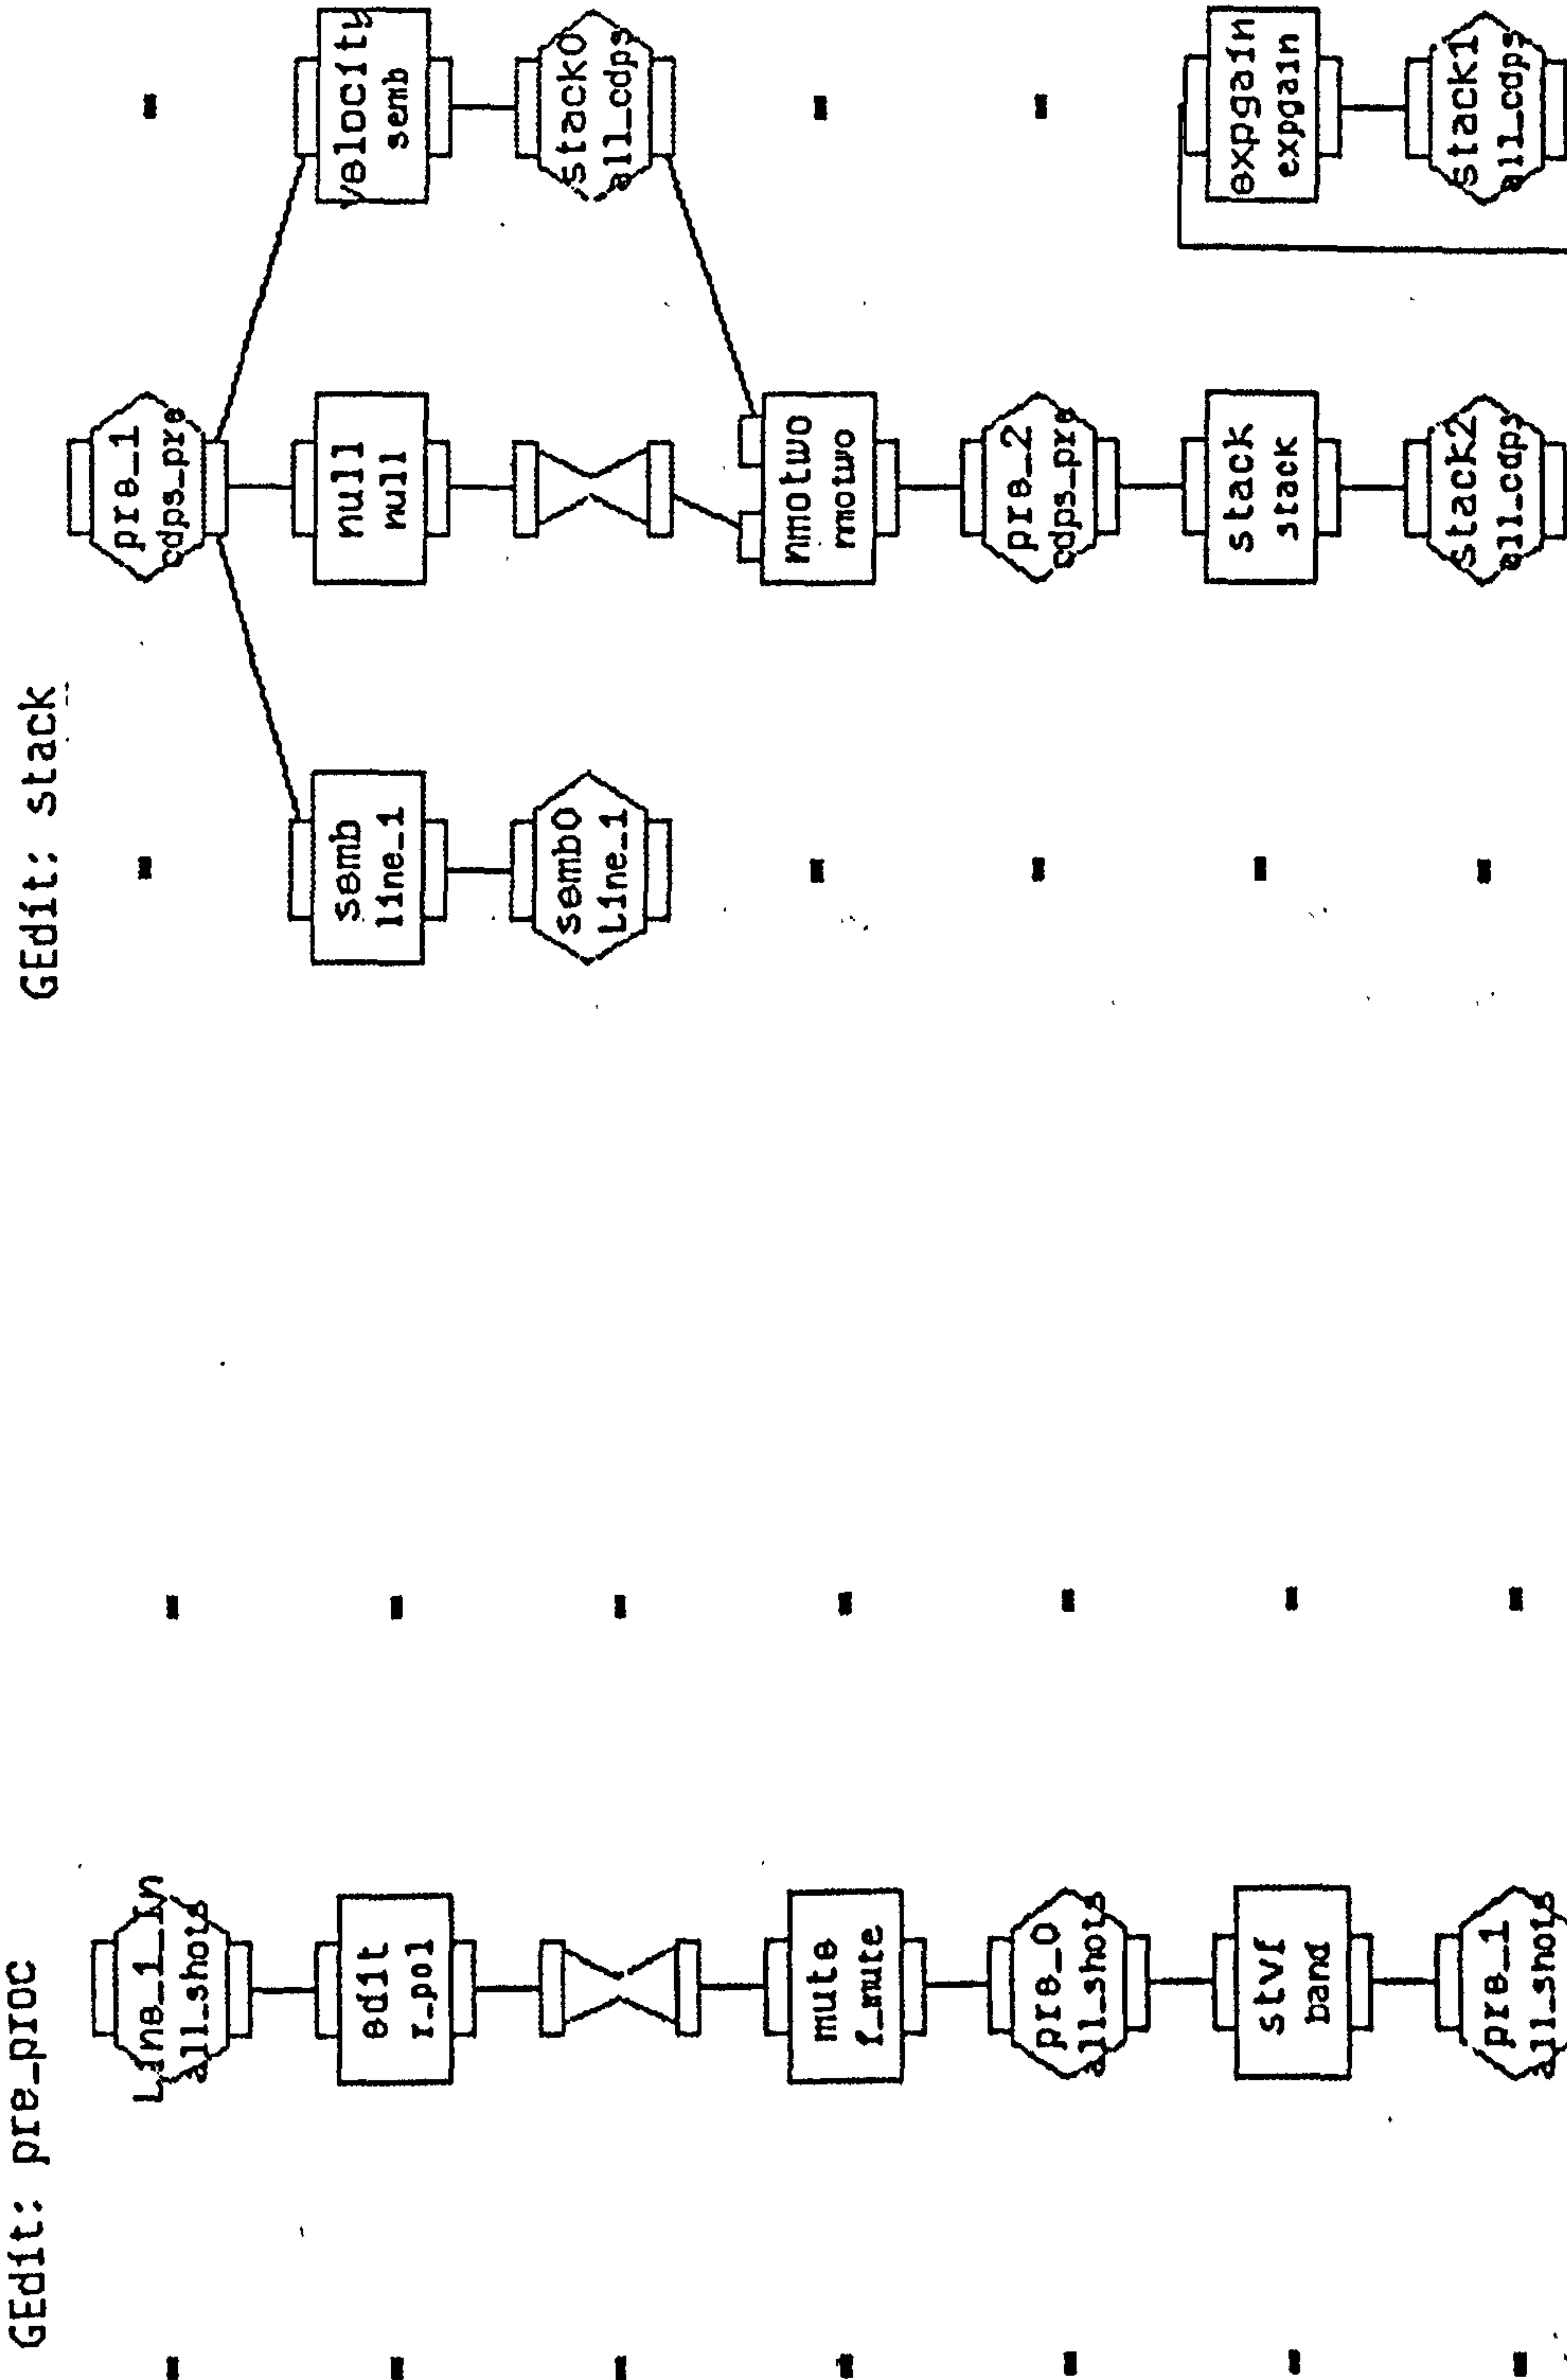 GEdit: pre_proc
Line_1_In
all_shots
edit
r_pol
mute
f_mute
pre_0
all_shots
stvf
band
pre_1
all_shots
GEdit: stack
pre_1
cdps_pre
semb
line_1
null
null
velocity
semb
semb0
Line_1
stack0
all_cdps
nmotwo
nmotwo
pre_2
cdps_pre
stack
stack
expgain
expgain
stack2
all_cdps
stack1
all_cdps